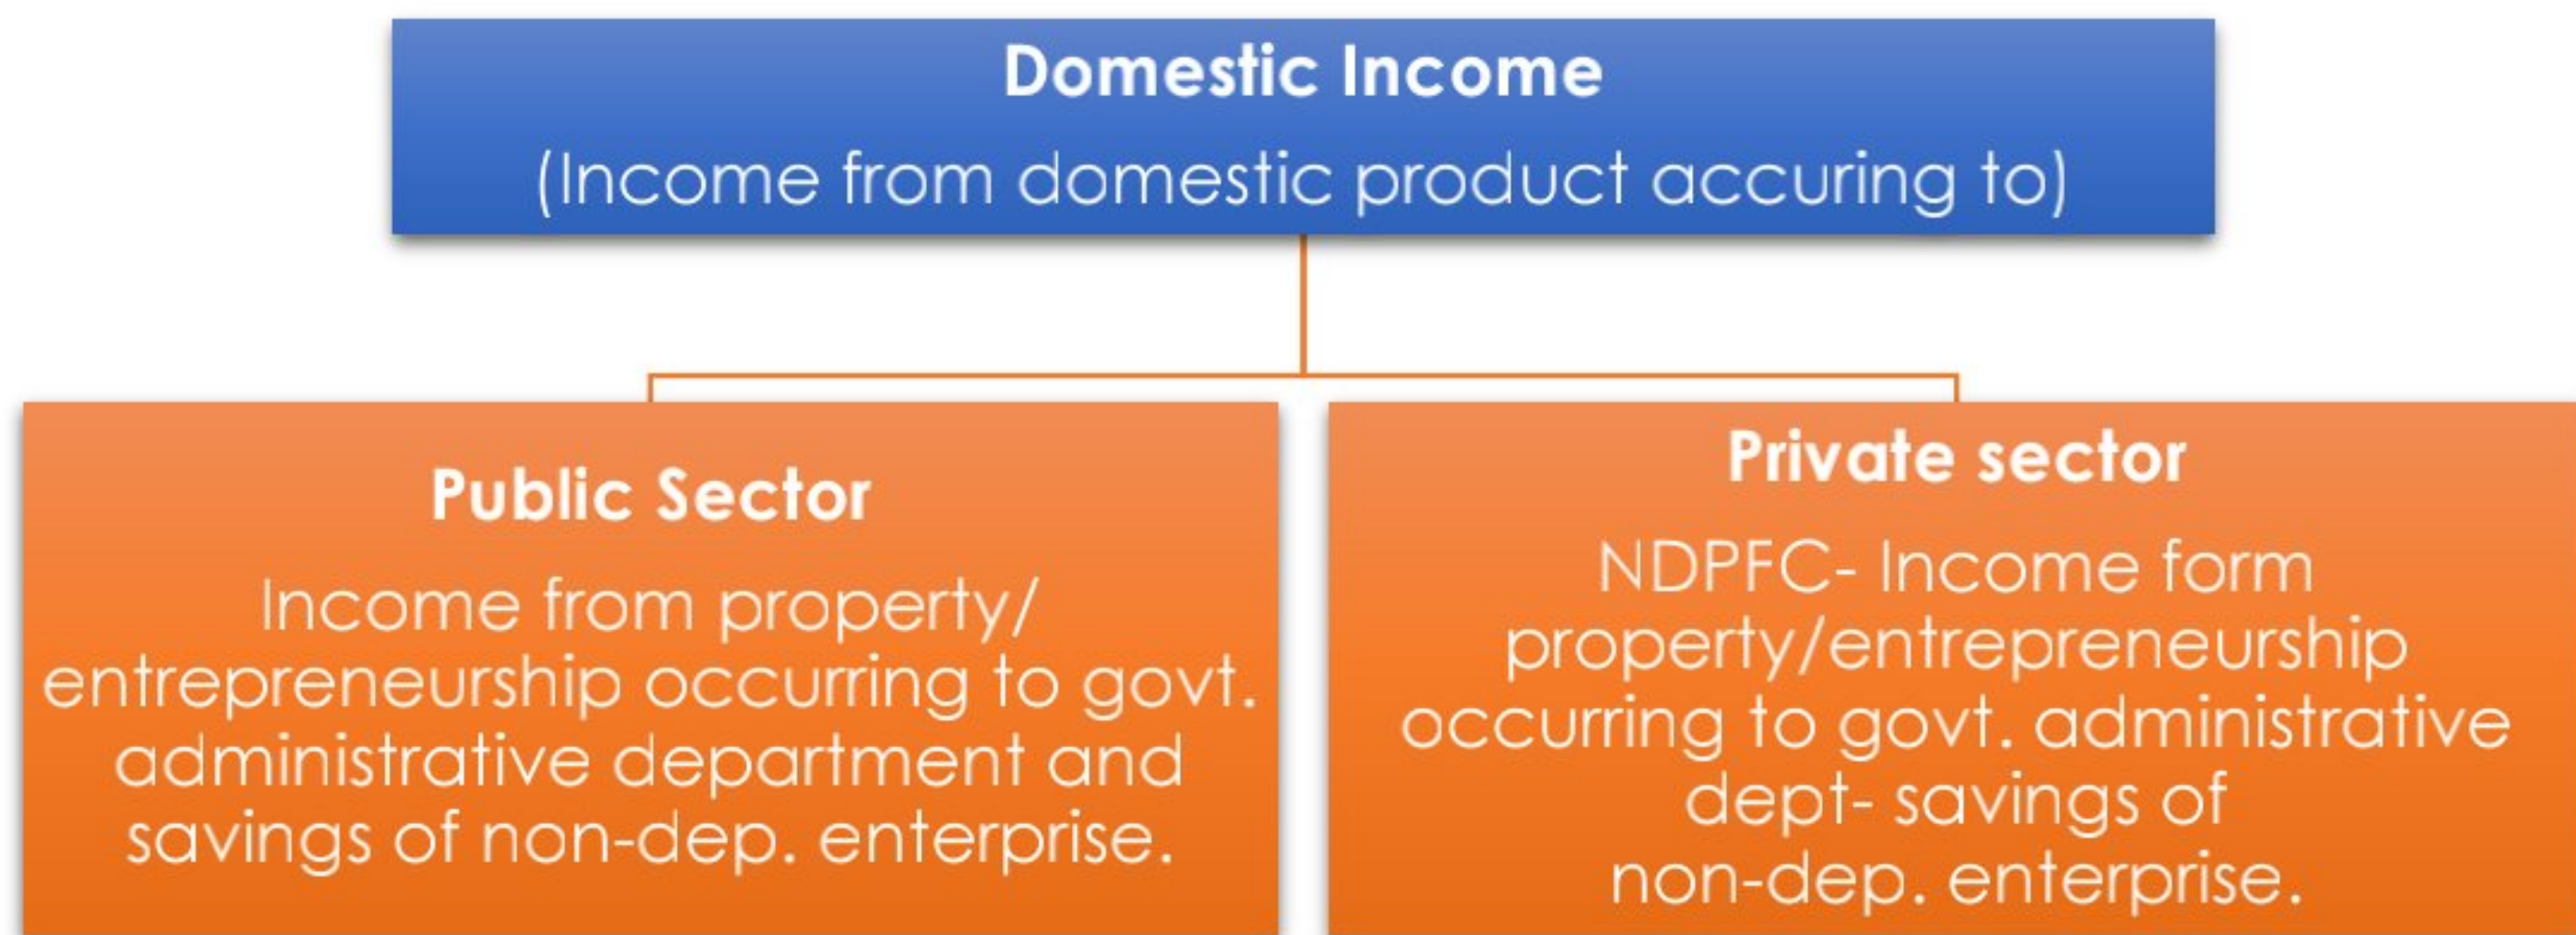 Domestic Income
(Income from domestic product accuring to)
Public Sector
Income from property/
entrepreneurship occurring to govt.
administrative department and
savings of non-dep. enterprise.
Private sector
NDPFC- Income form
property/entrepreneurship
occurring to govt. administrative
dept- savings of
non-dep. enterprise.